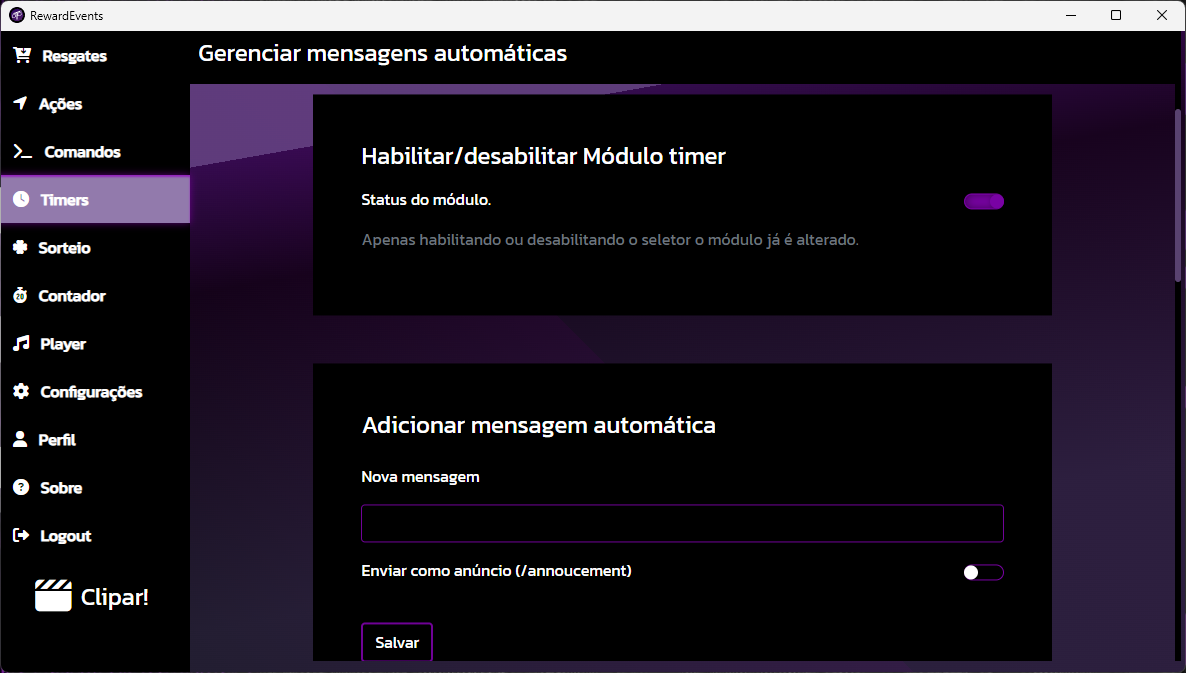 RewardEvents
Resgates
Ações
Comandos
Timers
Sorteio
20
Contador
Player
Configurações
Perfil
Sobre
Logout
Clipar!
Gerenciar mensagens automáticas
Habilitar/desabilitar Módulo timer
Status do módulo.
Apenas habilitando ou desabilitando o seletor o módulo já é alterado.
Adicionar mensagem automática
Nova mensagem
Enviar como anúncio (/annoucement)
Salvar